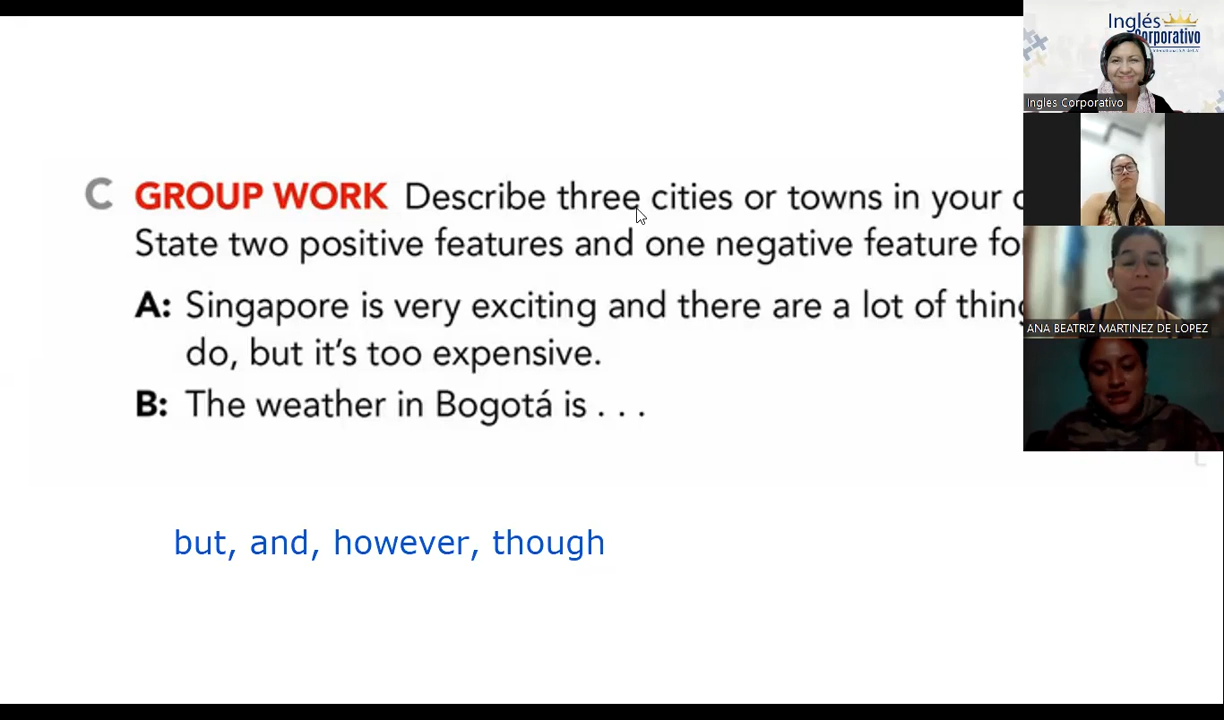 Inglés
Corporativo
Ingles Corporativo
C GROUP WORK Describe three cities or towns in your
State two positive features and one negative feature
A: Singapore is very exciting and there are a lot of
do, but it's too expensive.
B: The weather in Bogotá is . . .
ANA BEATRIZ MARTINEZ DE LOPEZ
but, and, however, though